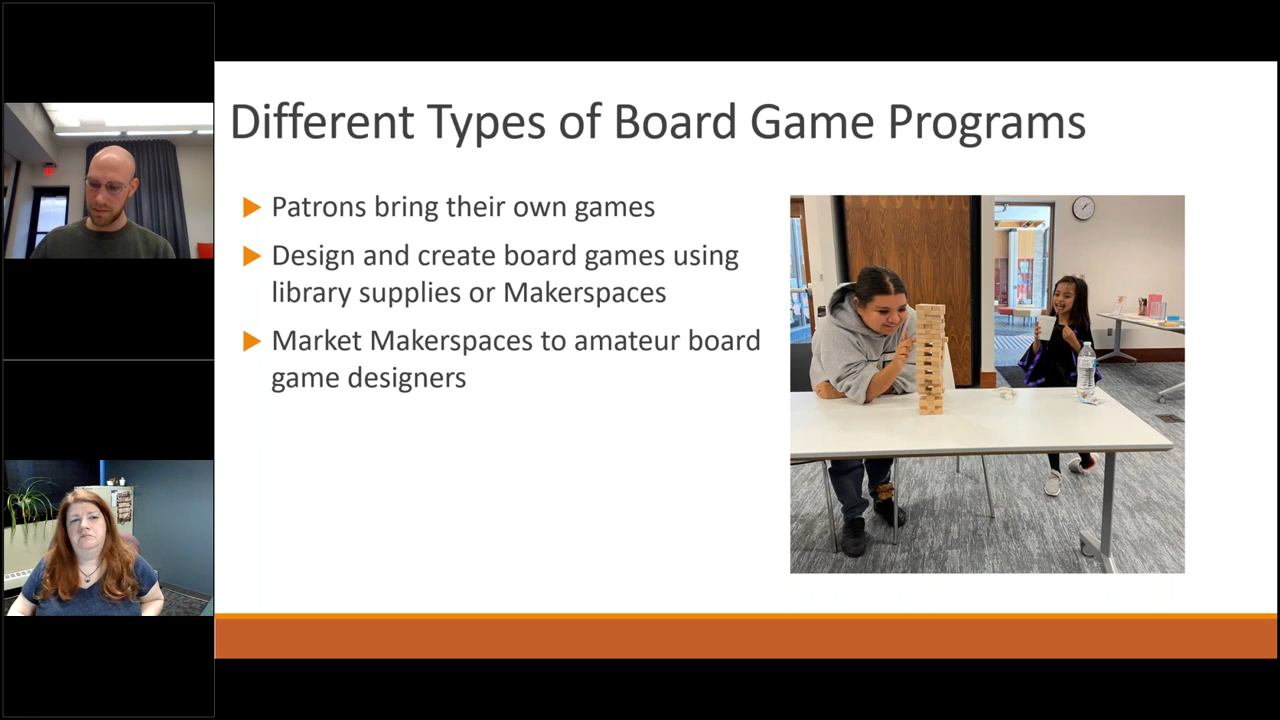 Different Types of Board Game Programs
Patrons bring their own games
Design and create board games using
library supplies or Makerspaces
Market Makerspaces to amateur board
game designers